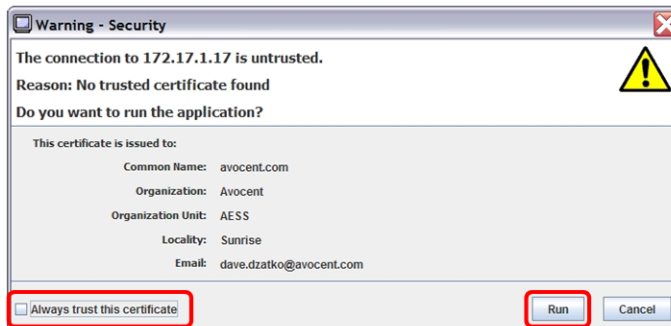 Warning - Security
The connection to 172.17.1.17 is untrusted.
Reason: No trusted certificate found
Do you want to run the application?
This certificate is issued to:
Common Name: avocent.com
Organization: Avocent
Organization Unit: AESS
Locality: Sunrise
Email: dave.dzatko@avocent.com
Always trust this certificate Run Cancel